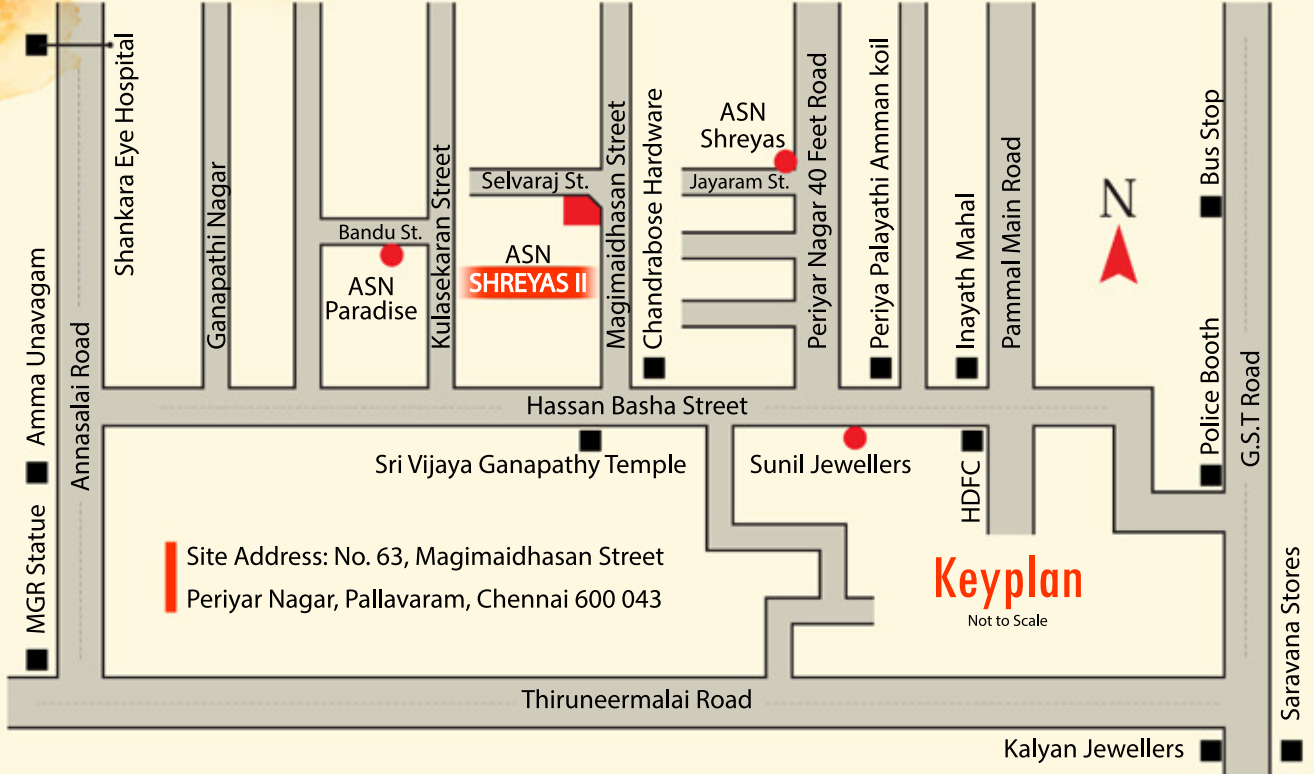 Shankara Eye Hospital
Ganapathi Nagar
Bandu St.
ASN
Paradise
Kulasekaran Street
Selvaraj St.
ASN
SHREYAS II
Magimaidhasan Street
Chandrabose Hardware
ASN
Shreyas
Jayaram St.
Periyar Nagar 40 Feet Road
Periya Palayathi Amman koil
Inayath Mahal
Pammal Main Road
N
Bus Stop
Police Booth
G.S.T Road
Amma Unavagam
Annasalai Road
MGR Statue
Hassan Basha Street
Sri Vijaya Ganapathy Temple
Sunil Jewellers
HDFC
Site Address: No. 63, Magimaidhasan Street
Periyar Nagar, Pallavaram, Chennai 600 043
Keyplan
Not to Scale
Saravana Stores
Thiruneermalai Road
Kalyan Jewellers